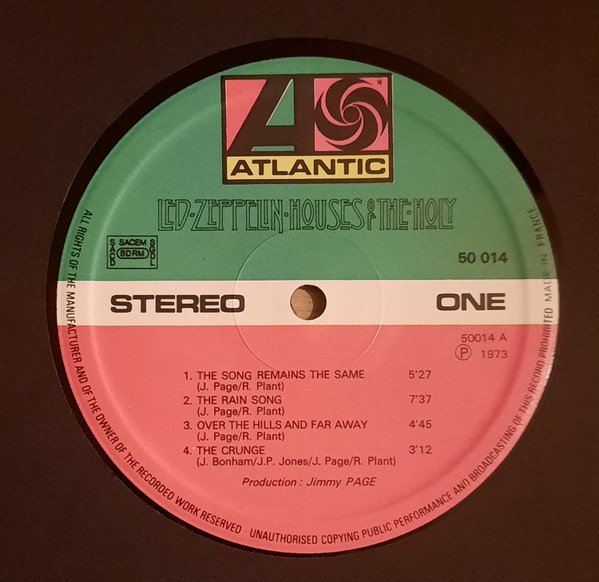 ATLANTIC
LED·ZEPPELIN·HOUSES OF·THE·HOLY
SACEM
SACD SDRM SGDL
50 014
STEREO
ONE
50014 A
Ⓟ 1973
1. THE SONG REMAINS THE SAME 5'27
(J. Page/R. Plant)
2. THE RAIN SONG 7'37
(J. Page/R. Plant)
3. OVER THE HILLS AND FAR AWAY 4'45
(J. Page/R. Plant)
4. THE CRUNGE 3'12
(J. Bonham/J.P. Jones/J. Page/R. Plant)
Production : Jimmy PAGE
ALL RIGHTS OF THE MANUFACTURER AND OF THE OWNER OF THE RECORDED WORK RESERVED · UNAUTHORISED COPYING PUBLIC PERFORMANCE AND BROADCASTING OF THIS RECORD PROHIBITED MADE IN FRANCE